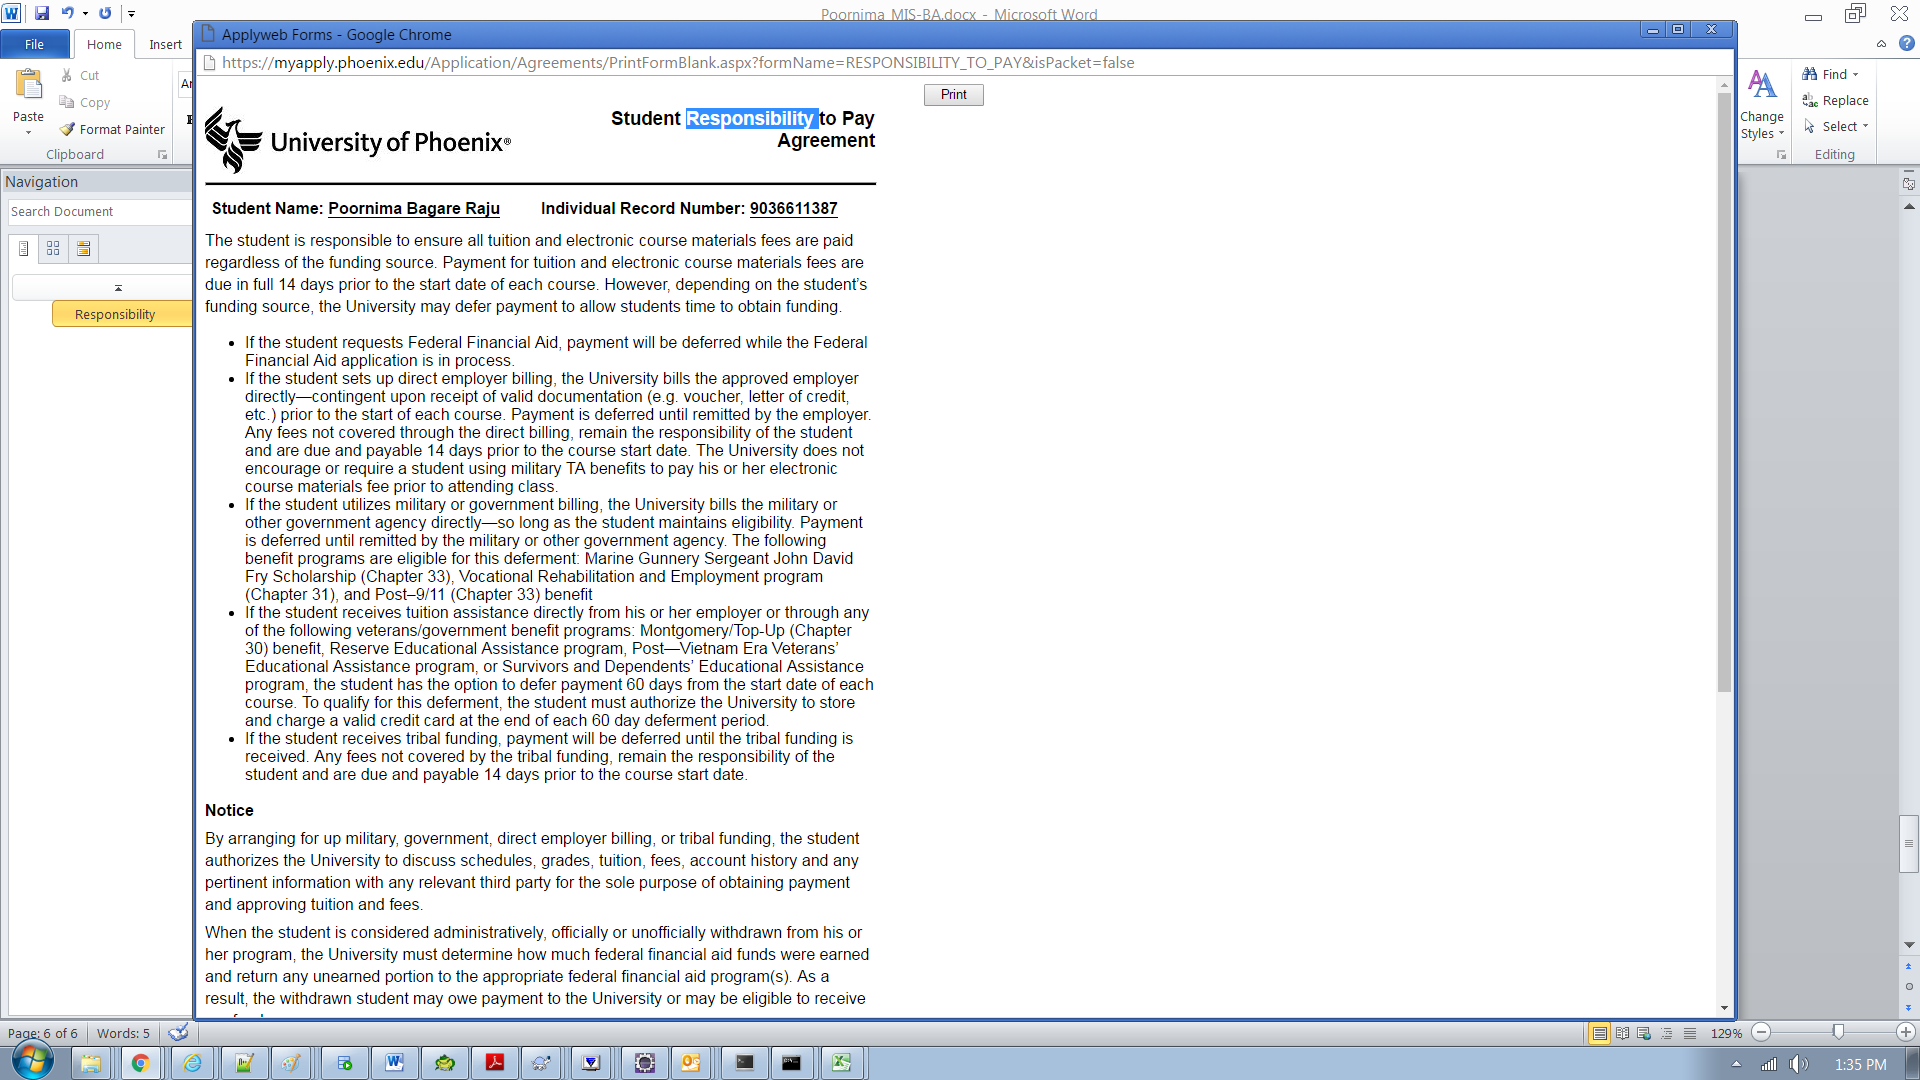 Poornima MIS-BA.docx - Microsoft Word
File
Home
Insert
Paste
Cut
Copy
Format Painter
Clipboard
Navigation
Search Document
Responsibility
Applyweb Forms - Google Chrome
https://myapply.phoenix.edu/Application/Agreements/PrintFormBlank.aspx?formName=RESPONSIBILITY_TO_PAY&isPacket=false
Print
University of Phoenix®
Student Responsibility to Pay
Agreement
Student Name: Poornima Bagare Raju Individual Record Number: 9036611387
The student is responsible to ensure all tuition and electronic course materials fees are paid
regardless of the funding source. Payment for tuition and electronic course materials fees are
due in full 14 days prior to the start date of each course. However, depending on the student's
funding source, the University may defer payment to allow students time to obtain funding.
• If the student requests Federal Financial Aid, payment will be deferred while the Federal
Financial Aid application is in process.
• If the student sets up direct employer billing, the University bills the approved employer
directly—contingent upon receipt of valid documentation (e.g. voucher, letter of credit,
etc.) prior to the start of each course. Payment is deferred until remitted by the employer.
Any fees not covered through the direct billing, remain the responsibility of the student
and are due and payable 14 days prior to the course start date. The University does not
encourage or require a student using military TA benefits to pay his or her electronic
course materials fee prior to attending class.
• If the student utilizes military or government billing, the University bills the military or
other government agency directly—so long as the student maintains eligibility. Payment
is deferred until remitted by the military or other government agency. The following
benefit programs are eligible for this deferment: Marine Gunnery Sergeant John David
Fry Scholarship (Chapter 33), Vocational Rehabilitation and Employment program
(Chapter 31), and Post–9/11 (Chapter 33) benefit
• If the student receives tuition assistance directly from his or her employer or through any
of the following veterans/government benefit programs: Montgomery/Top-Up (Chapter
30) benefit, Reserve Educational Assistance program, Post—Vietnam Era Veterans'
Educational Assistance program, or Survivors and Dependents' Educational Assistance
program, the student has the option to defer payment 60 days from the start date of each
course. To qualify for this deferment, the student must authorize the University to store
and charge a valid credit card at the end of each 60 day deferment period.
• If the student receives tribal funding, payment will be deferred until the tribal funding is
received. Any fees not covered by the tribal funding, remain the responsibility of the
student and are due and payable 14 days prior to the course start date.
Notice
By arranging for up military, government, direct employer billing, or tribal funding, the student
authorizes the University to discuss schedules, grades, tuition, fees, account history and any
pertinent information with any relevant third party for the sole purpose of obtaining payment
and approving tuition and fees.
When the student is considered administratively, officially or unofficially withdrawn from his or
her program, the University must determine how much federal financial aid funds were earned
and return any unearned portion to the appropriate federal financial aid program(s). As a
result, the withdrawn student may owe payment to the University or may be eligible to receive
Change
Styles
Find
Replace
Select
Editing
Page: 6 of 6
Words: 5
129%
1:35 PM